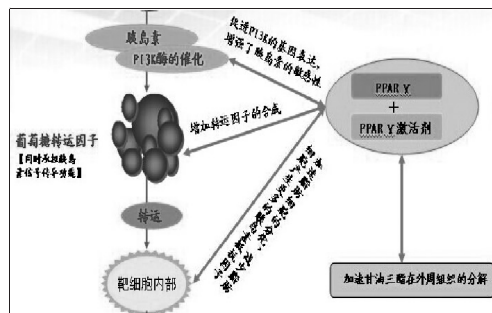 胰岛素
PI3K酶的催化
促进PI3K的基因表达，
增强了胰岛素的敏感性
PPAR γ
+
PPAR γ 激活剂
增加转运因子的合成
葡萄糖转运因子
【同时承担胰岛
素信号传导功能】
转运
靶细胞内部
加速甘油三酯在外周组织的分解